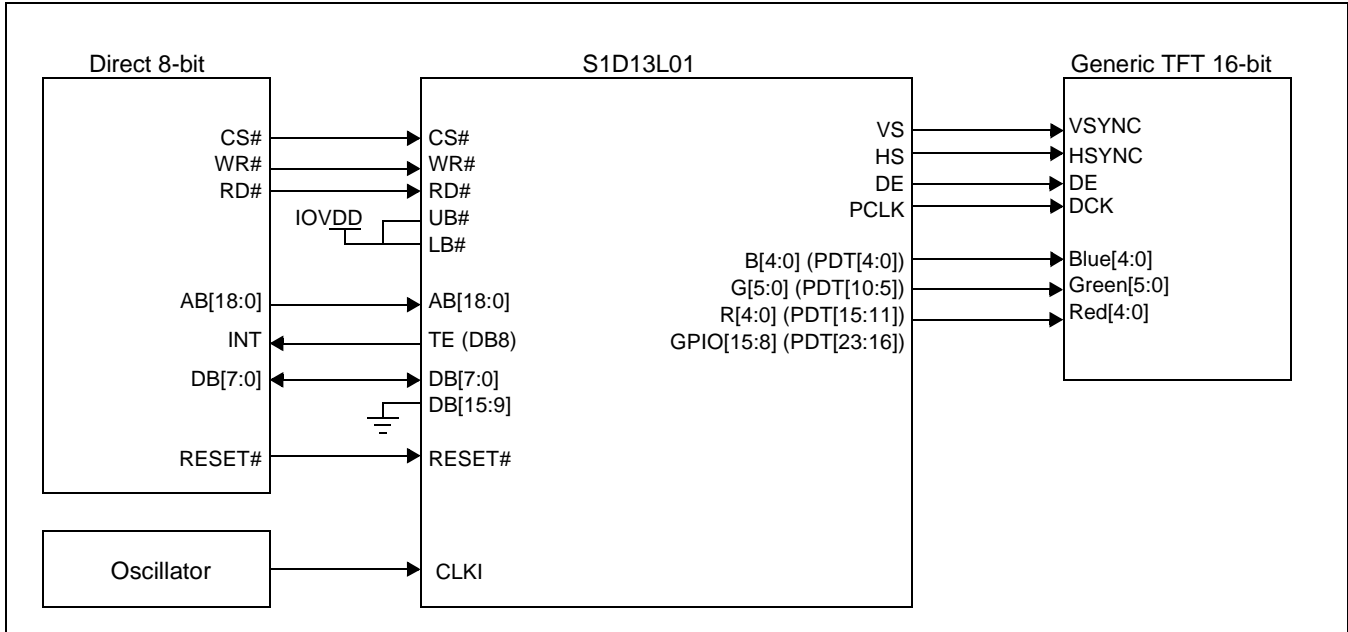 Direct 8-bit
CS#
WR#
RD#
AB[18:0]
INT
DB[7:0]
RESET#
IOVDD
Oscillator
S1D13L01
CS#
WR#
RD#
UB#
LB#
AB[18:0]
TE (DB8)
DB[7:0]
DB[15:9]
RESET#
CLKI
VS
HS
DE
PCLK
B[4:0] (PDT[4:0])
G[5:0] (PDT[10:5])
R[4:0] (PDT[15:11])
GPIO[15:8] (PDT[23:16])
Generic TFT 16-bit
VSYNC
HSYNC
DE
DCK
Blue[4:0]
Green[5:0]
Red[4:0]